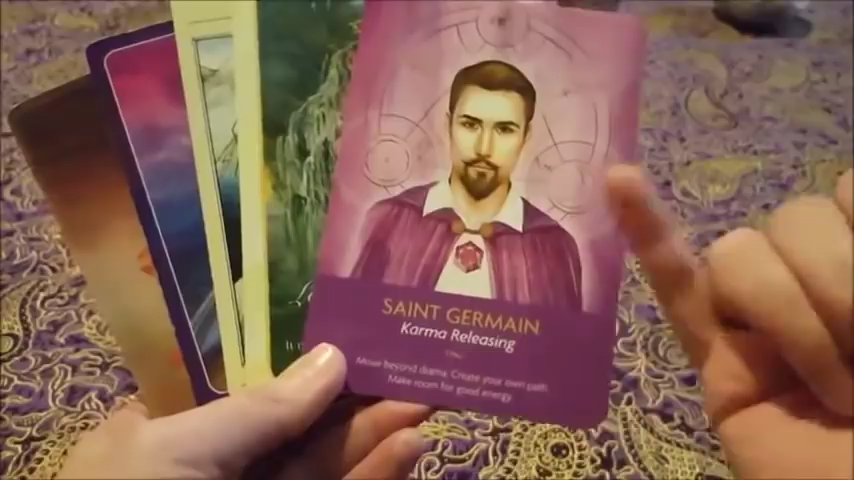 SAINT GERMAIN
Karma Releasing
Move beyond drama. Create your own path.
Make room for good energy.